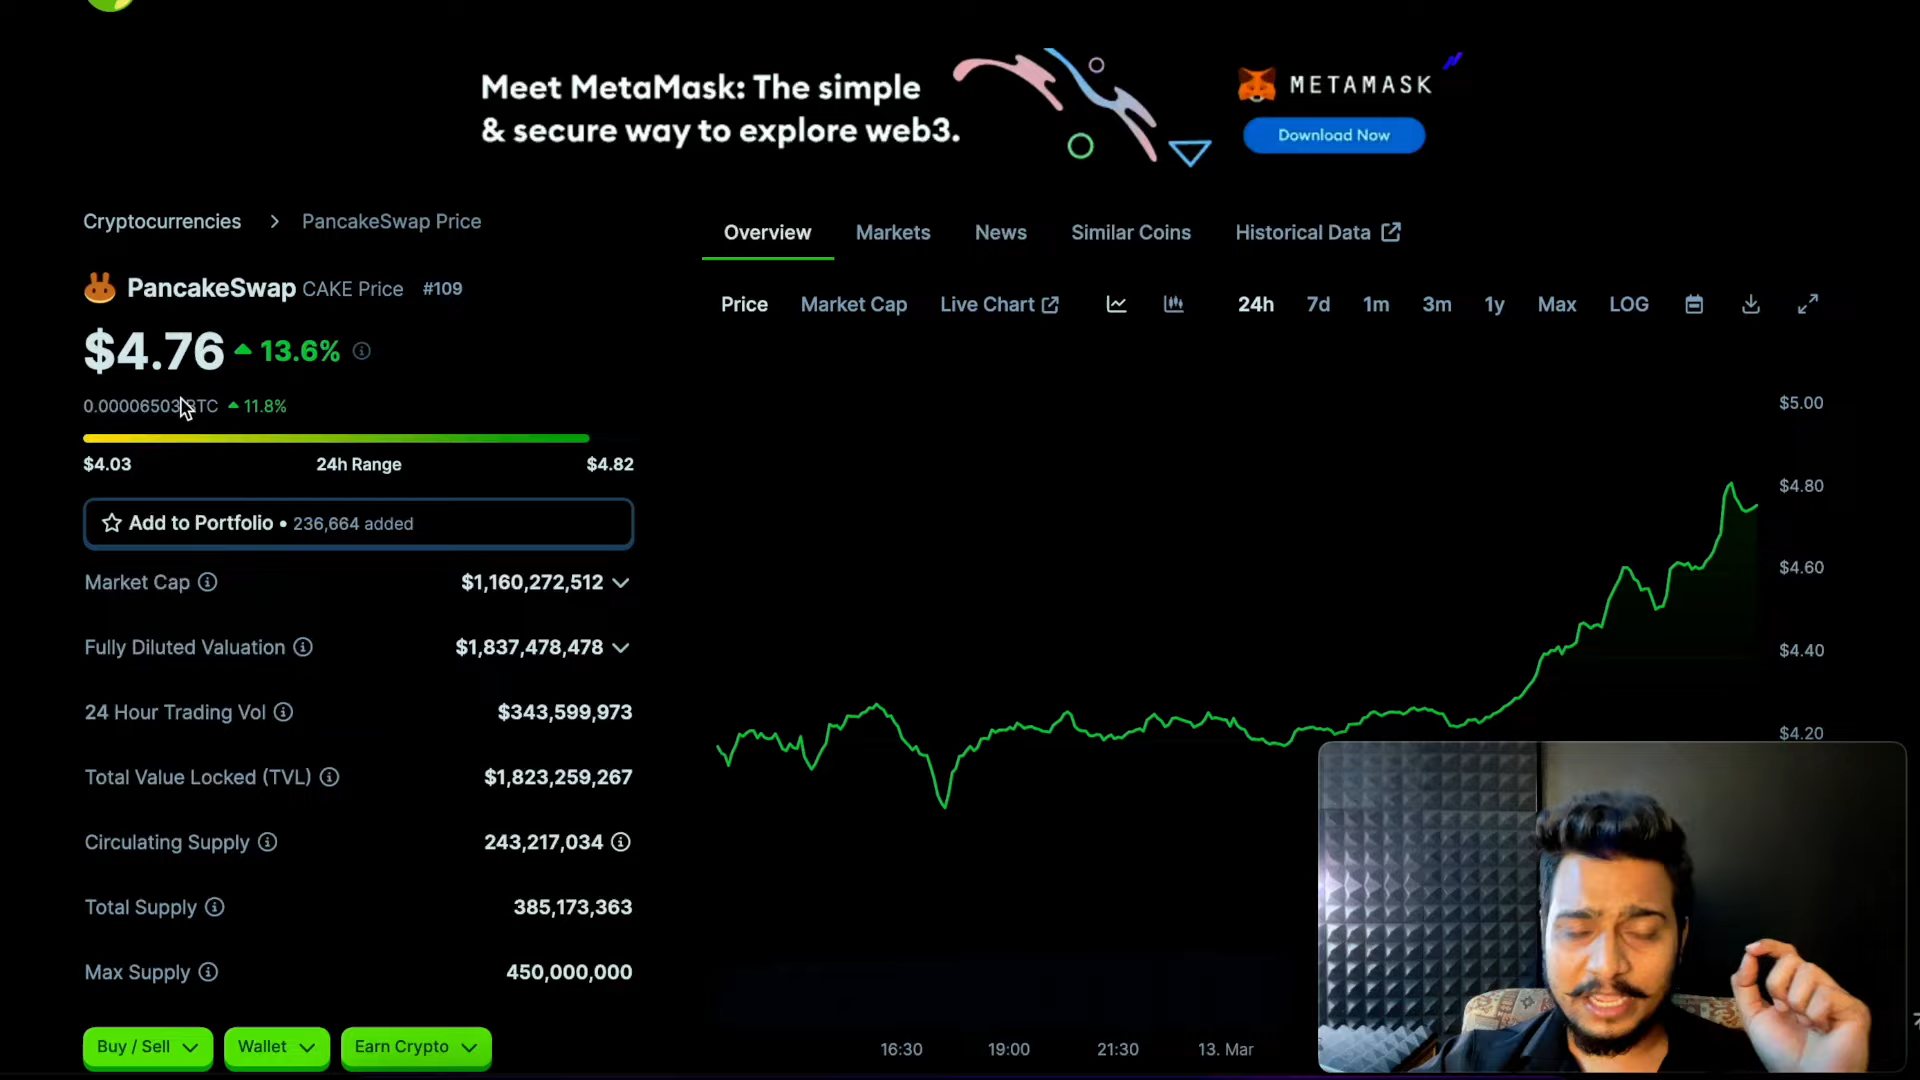 Meet MetaMask: The simple
& secure way to explore web3.
METAMASK
Download Now
Cryptocurrencies > PancakeSwap Price
PancakeSwap CAKE Price #109
$4.76 13.6%
0.00006503 BTC 11.8%
$4.03 24h Range $4.82
Add to Portfolio • 236,664 added
Market Cap $1,160,272,512
Fully Diluted Valuation $1,837,478,478
24 Hour Trading Vol $343,599,973
Total Value Locked (TVL) $1,823,259,267
Circulating Supply 243,217,034
Total Supply 385,173,363
Max Supply 450,000,000
Buy / Sell Wallet Earn Crypto
Overview Markets News Similar Coins Historical Data
Price Market Cap Live Chart 24h 7d 1m 3m 1y Max LOG
$5.00
$4.80
$4.60
$4.40
$4.20
16:30 19:00 21:30 13. Mar